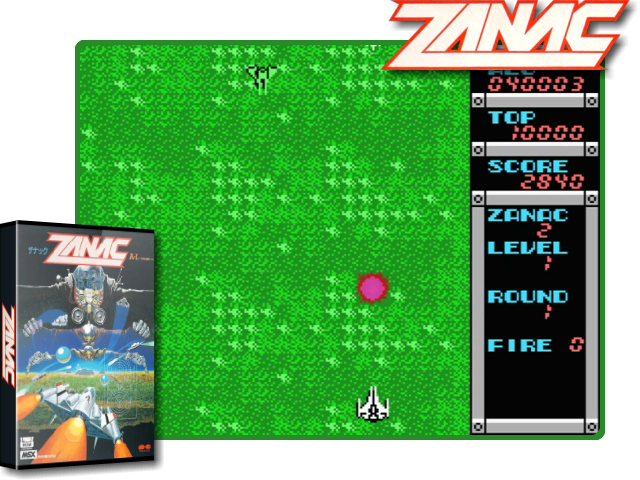 ZANAC
ALC
040003
TOP
10000
SCORE
2840
ZANAC
2
LEVEL
1
ROUND
1
FIRE 0
ザナック
ZANAC
A.I.
ZANAC
MSX